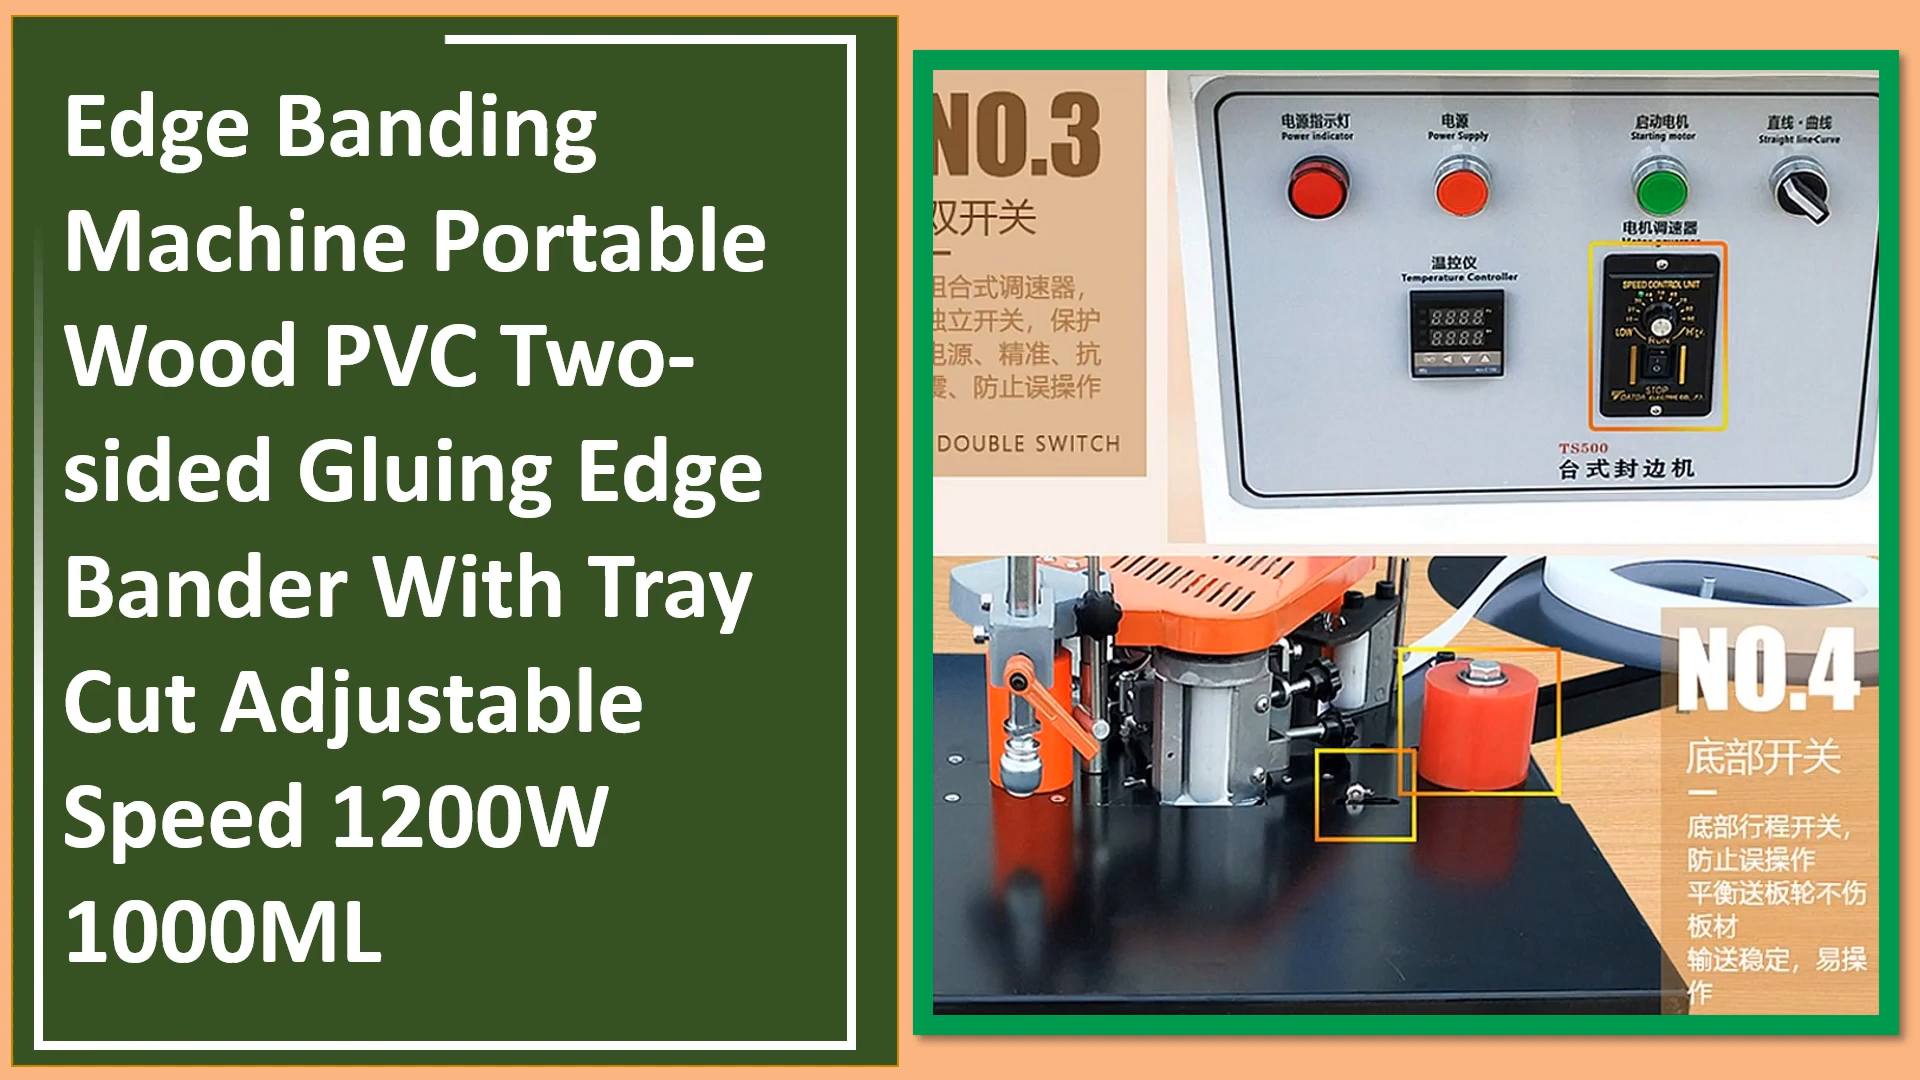 Edge Banding
Machine Portable
Wood PVC Two-
sided Gluing Edge
Bander With Tray
Cut Adjustable
Speed 1200W
1000ML
NO.3
双开关
组合式调速器，
独立开关，保护
电源、精准、抗
震、防止误操作
DOUBLE SWITCH
电源指示灯
Power indicator
电源
Power Supply
启动电机
Starting motor
直线·曲线
Straight line-Curve
电机调速器
温控仪
Temperature Controller
SPEED CONTROL UNIT
LOW
RUN
STOP
TS500
台式封边机
NO.4
底部开关
底部行程开关，
防止误操作
平衡送板轮不伤
板材
输送稳定，易操
作